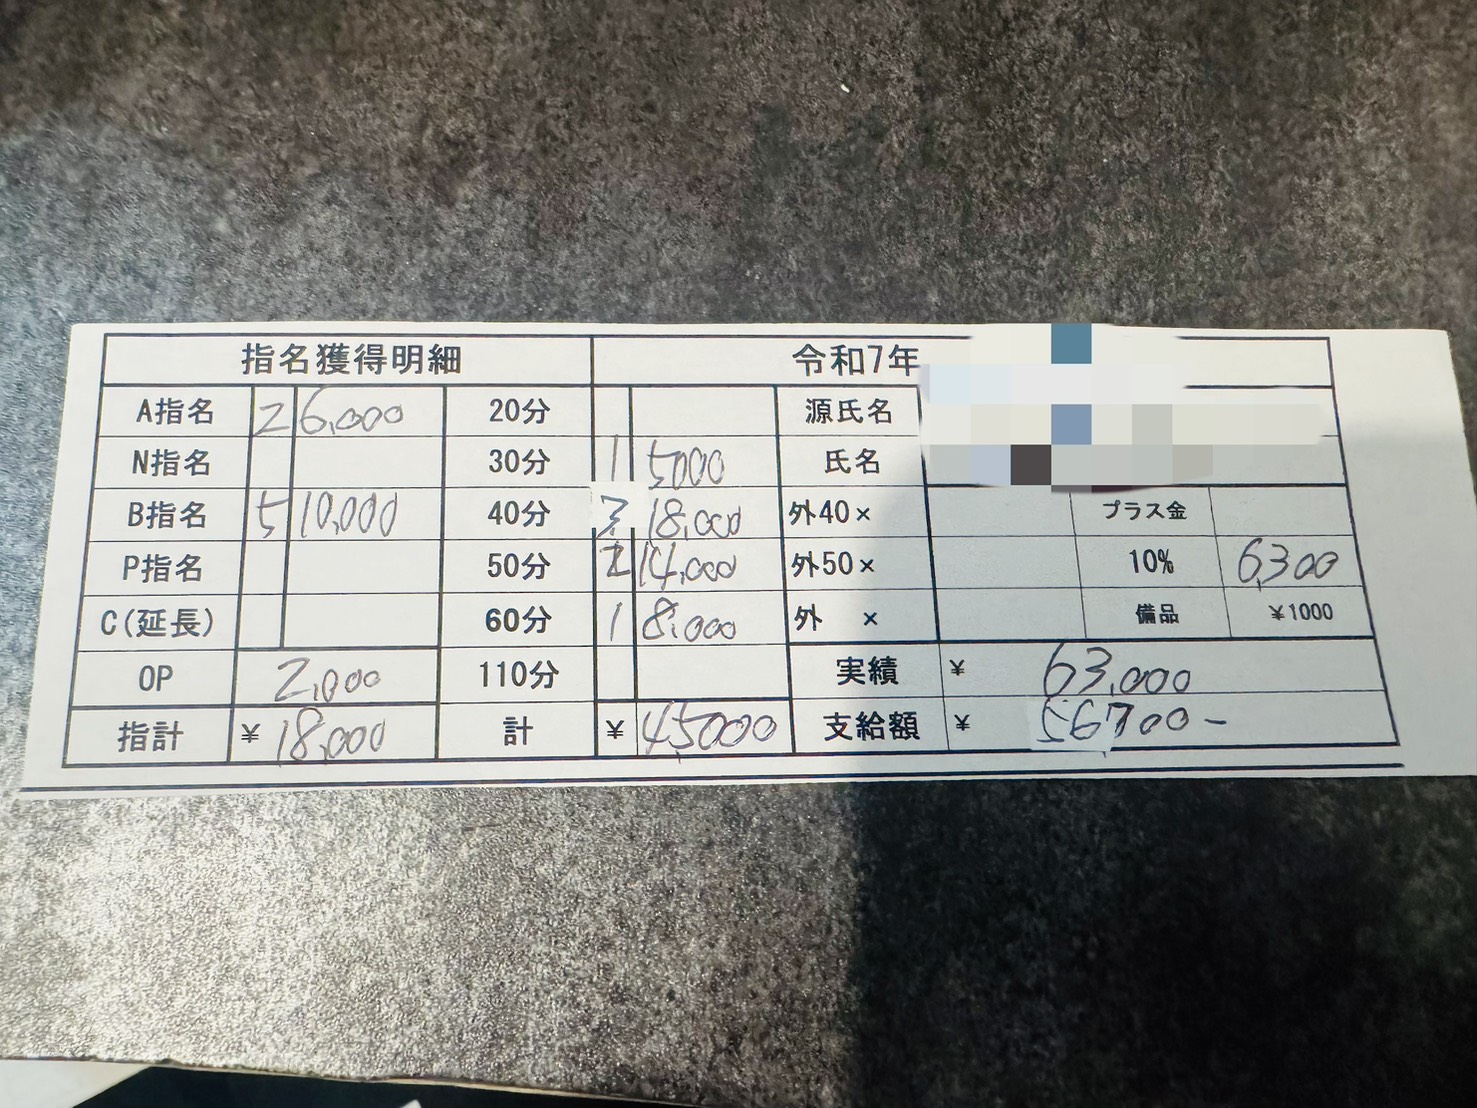 指名獲得明細 令和7年
A指名 2 6,000 20分 源氏名
N指名 30分 1 5000 氏名
B指名 5 10,000 40分 3 18,000 外40× プラス金
P指名 50分 2 14,000 外50× 10% 6,300
C(延長) 60分 1 8,000 外 × 備品 ¥1000
OP 2,000 110分 実績 ¥ 63,000
指計 ¥ 18,000 計 ¥ 45000 支給額 ¥ 56700-